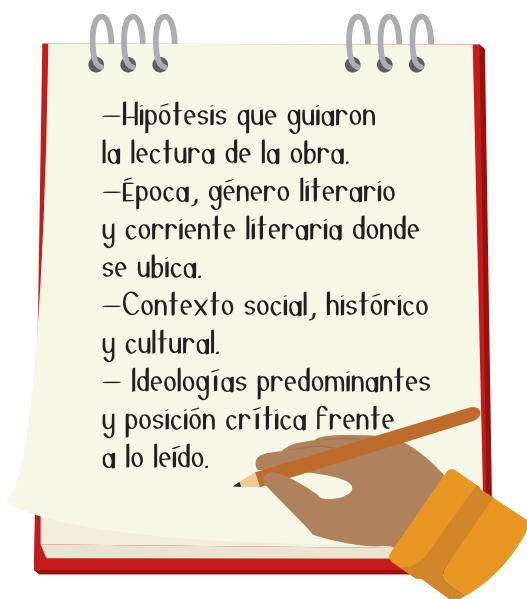 –Hipótesis que guiaron
la lectura de la obra.
–Época, género literario
y corriente literaria donde
se ubica.
–Contexto social, histórico
y cultural.
– Ideologías predominantes
y posición crítica frente
a lo leído.